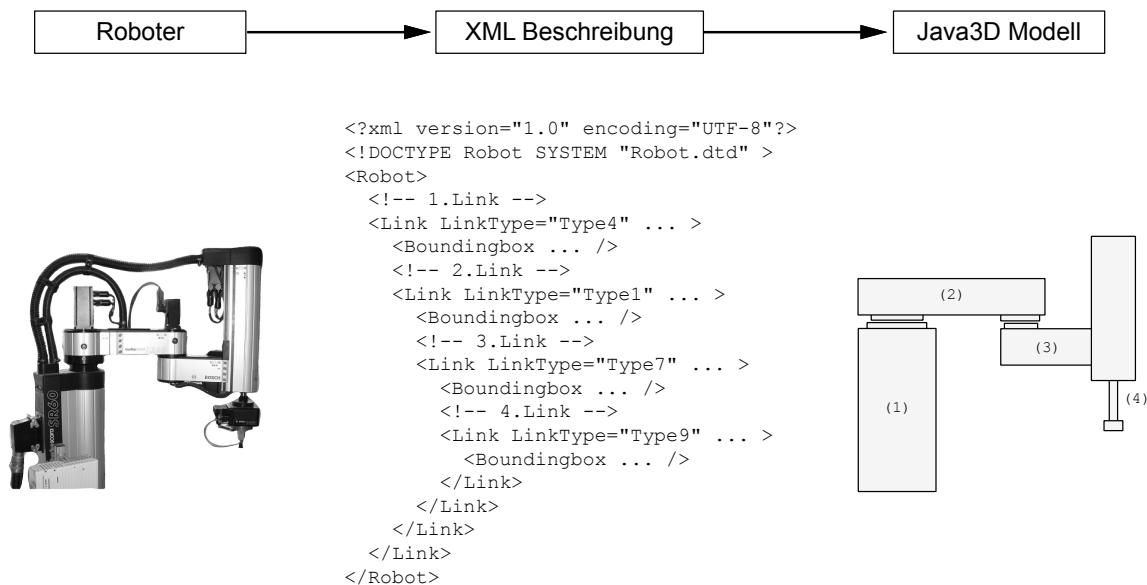 Roboter
XML Beschreibung
Java3D Modell
<?xml version="1.0" encoding="UTF-8"?>
<!DOCTYPE Robot SYSTEM "Robot.dtd" >
<Robot>
  <!-- 1.Link -->
  <Link LinkType="Type4" ... >
    <Boundingbox ... />
    <!-- 2.Link -->
    <Link LinkType="Type1" ... >
      <Boundingbox ... />
      <!-- 3.Link -->
      <Link LinkType="Type7" ... >
        <Boundingbox ... />
        <!-- 4.Link -->
        <Link LinkType="Type9" ... >
          <Boundingbox ... />
        </Link>
      </Link>
    </Link>
  </Link>
</Robot>
BOSCH
scara SR60
(2)
(3)
(1)
(4)